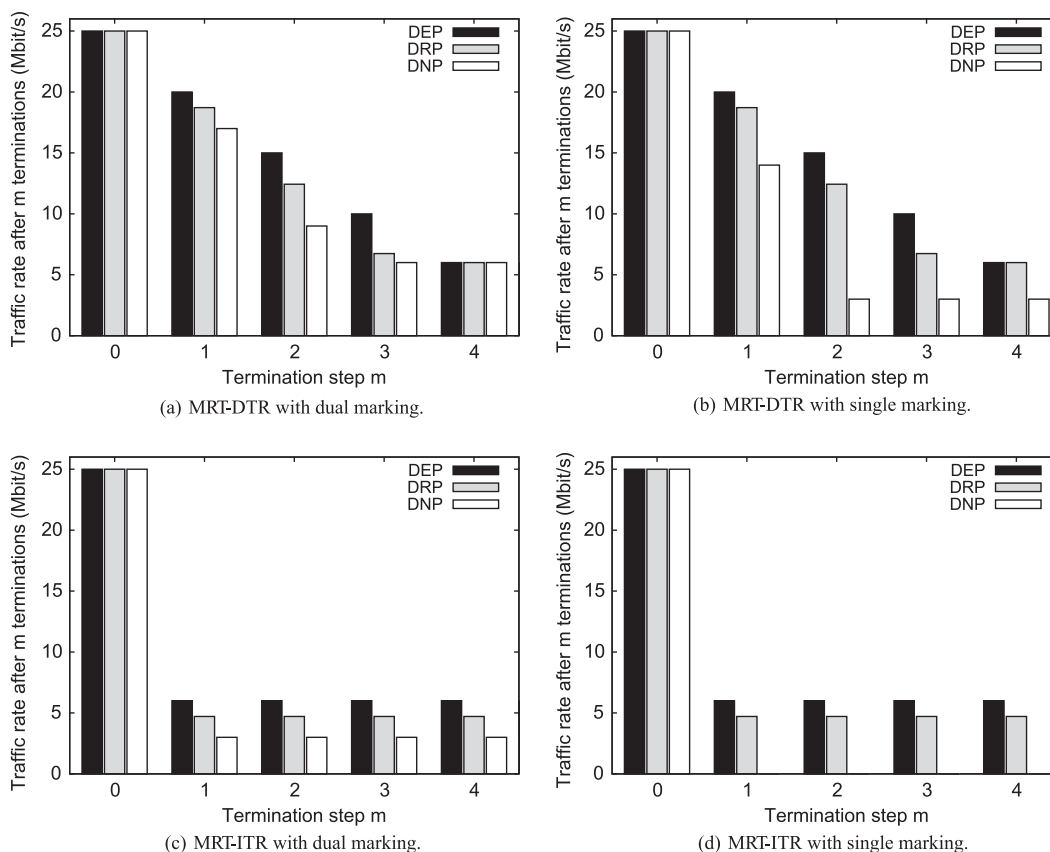 Traffic rate after m terminations (Mbit/s)
25
20
15
10
5
0
DEP
DRP
DNP
0 1 2 3 4
Termination step m
(a) MRT-DTR with dual marking.
Traffic rate after m terminations (Mbit/s)
25
20
15
10
5
0
DEP
DRP
DNP
0 1 2 3 4
Termination step m
(b) MRT-DTR with single marking.
Traffic rate after m terminations (Mbit/s)
25
20
15
10
5
0
DEP
DRP
DNP
0 1 2 3 4
Termination step m
(c) MRT-ITR with dual marking.
Traffic rate after m terminations (Mbit/s)
25
20
15
10
5
0
DEP
DRP
DNP
0 1 2 3 4
Termination step m
(d) MRT-ITR with single marking.